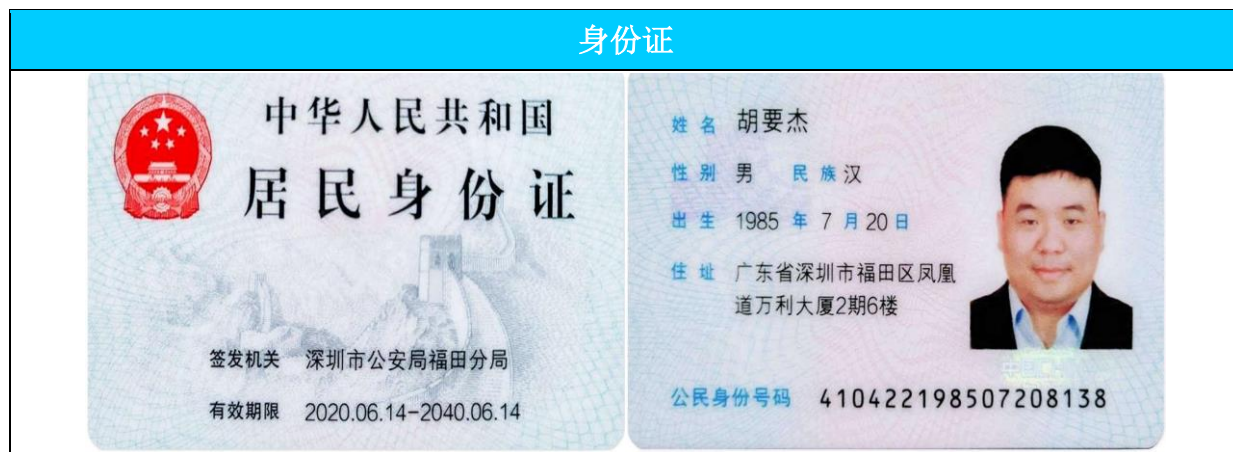 身份证
中华人民共和国
居民身份证
签发机关 深圳市公安局福田分局
有效期限 2020.06.14-2040.06.14
姓名 胡要杰
性别 男 民族 汉
出生 1985 年 7 月 20 日
住址 广东省深圳市福田区凤凰
道万利大厦2期6楼
公民身份号码 410422198507208138